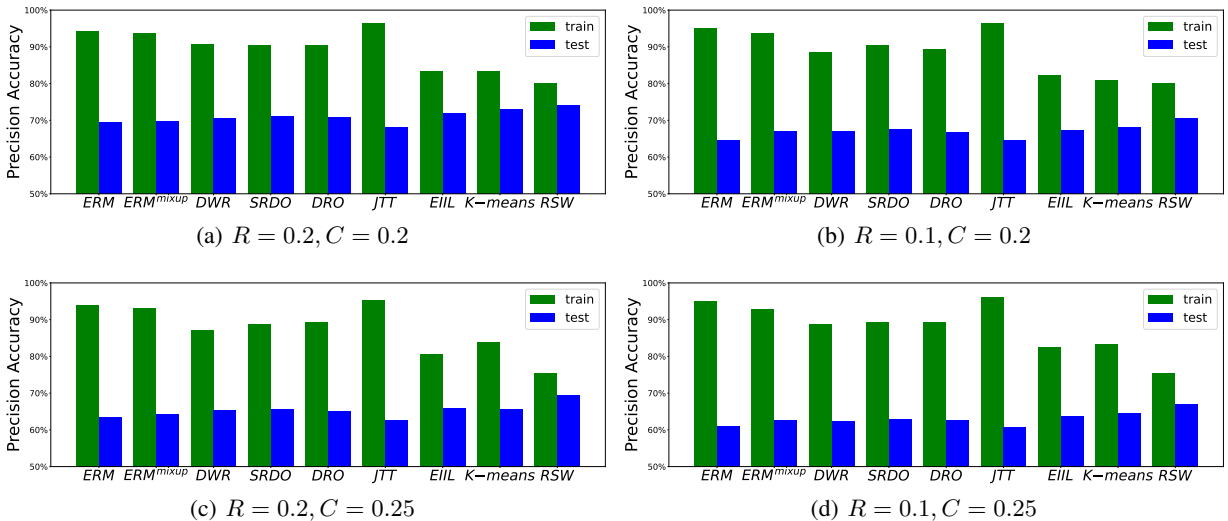 Precision Accuracy
100%
90%
80%
70%
60%
50%
train
test
ERM ERM^mixup DWR SRDO DRO JTT EIIL K−means RSW
(a) R = 0.2, C = 0.2
Precision Accuracy
100%
90%
80%
70%
60%
50%
train
test
ERM ERM^mixup DWR SRDO DRO JTT EIIL K−means RSW
(b) R = 0.1, C = 0.2
Precision Accuracy
100%
90%
80%
70%
60%
50%
train
test
ERM ERM^mixup DWR SRDO DRO JTT EIIL K−means RSW
(c) R = 0.2, C = 0.25
Precision Accuracy
100%
90%
80%
70%
60%
50%
train
test
ERM ERM^mixup DWR SRDO DRO JTT EIIL K−means RSW
(d) R = 0.1, C = 0.25